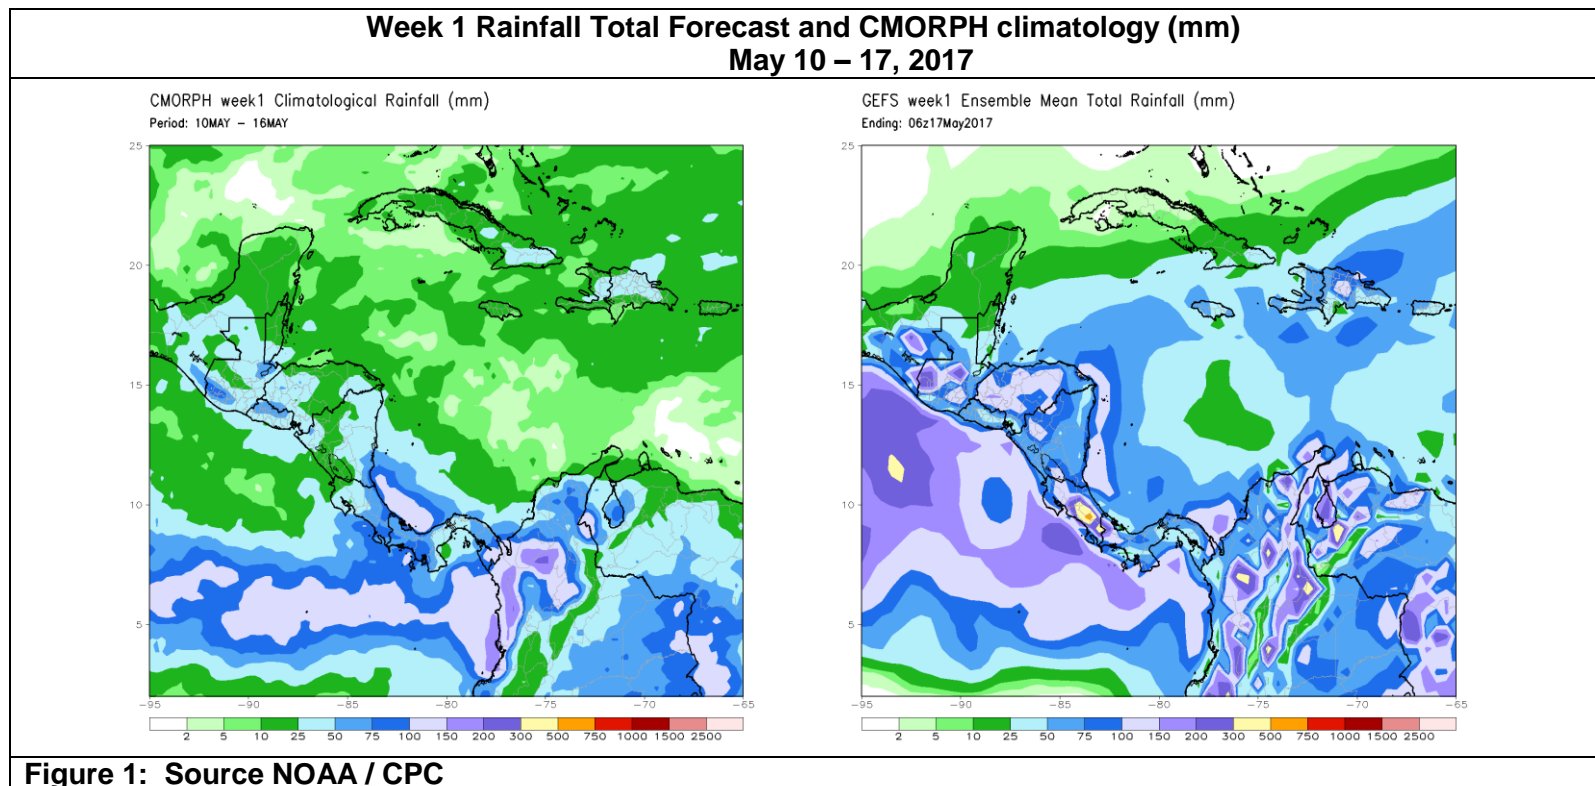 Week 1 Rainfall Total Forecast and CMORPH climatology (mm)
May 10 – 17, 2017
CMORPH week1 Climatological Rainfall (mm)
Period: 10MAY – 16MAY
25
20
15
10
5
-95 -90 -85 -80 -75 -70 -65
2 5 10 25 50 75 100 150 200 300 500 750 1000 1500 2500
GEFS week1 Ensemble Mean Total Rainfall (mm)
Ending: 06z17May2017
25
20
15
10
5
-95 -90 -85 -80 -75 -70 -65
2 5 10 25 50 75 100 150 200 300 500 750 1000 1500 2500
Figure 1: Source NOAA / CPC